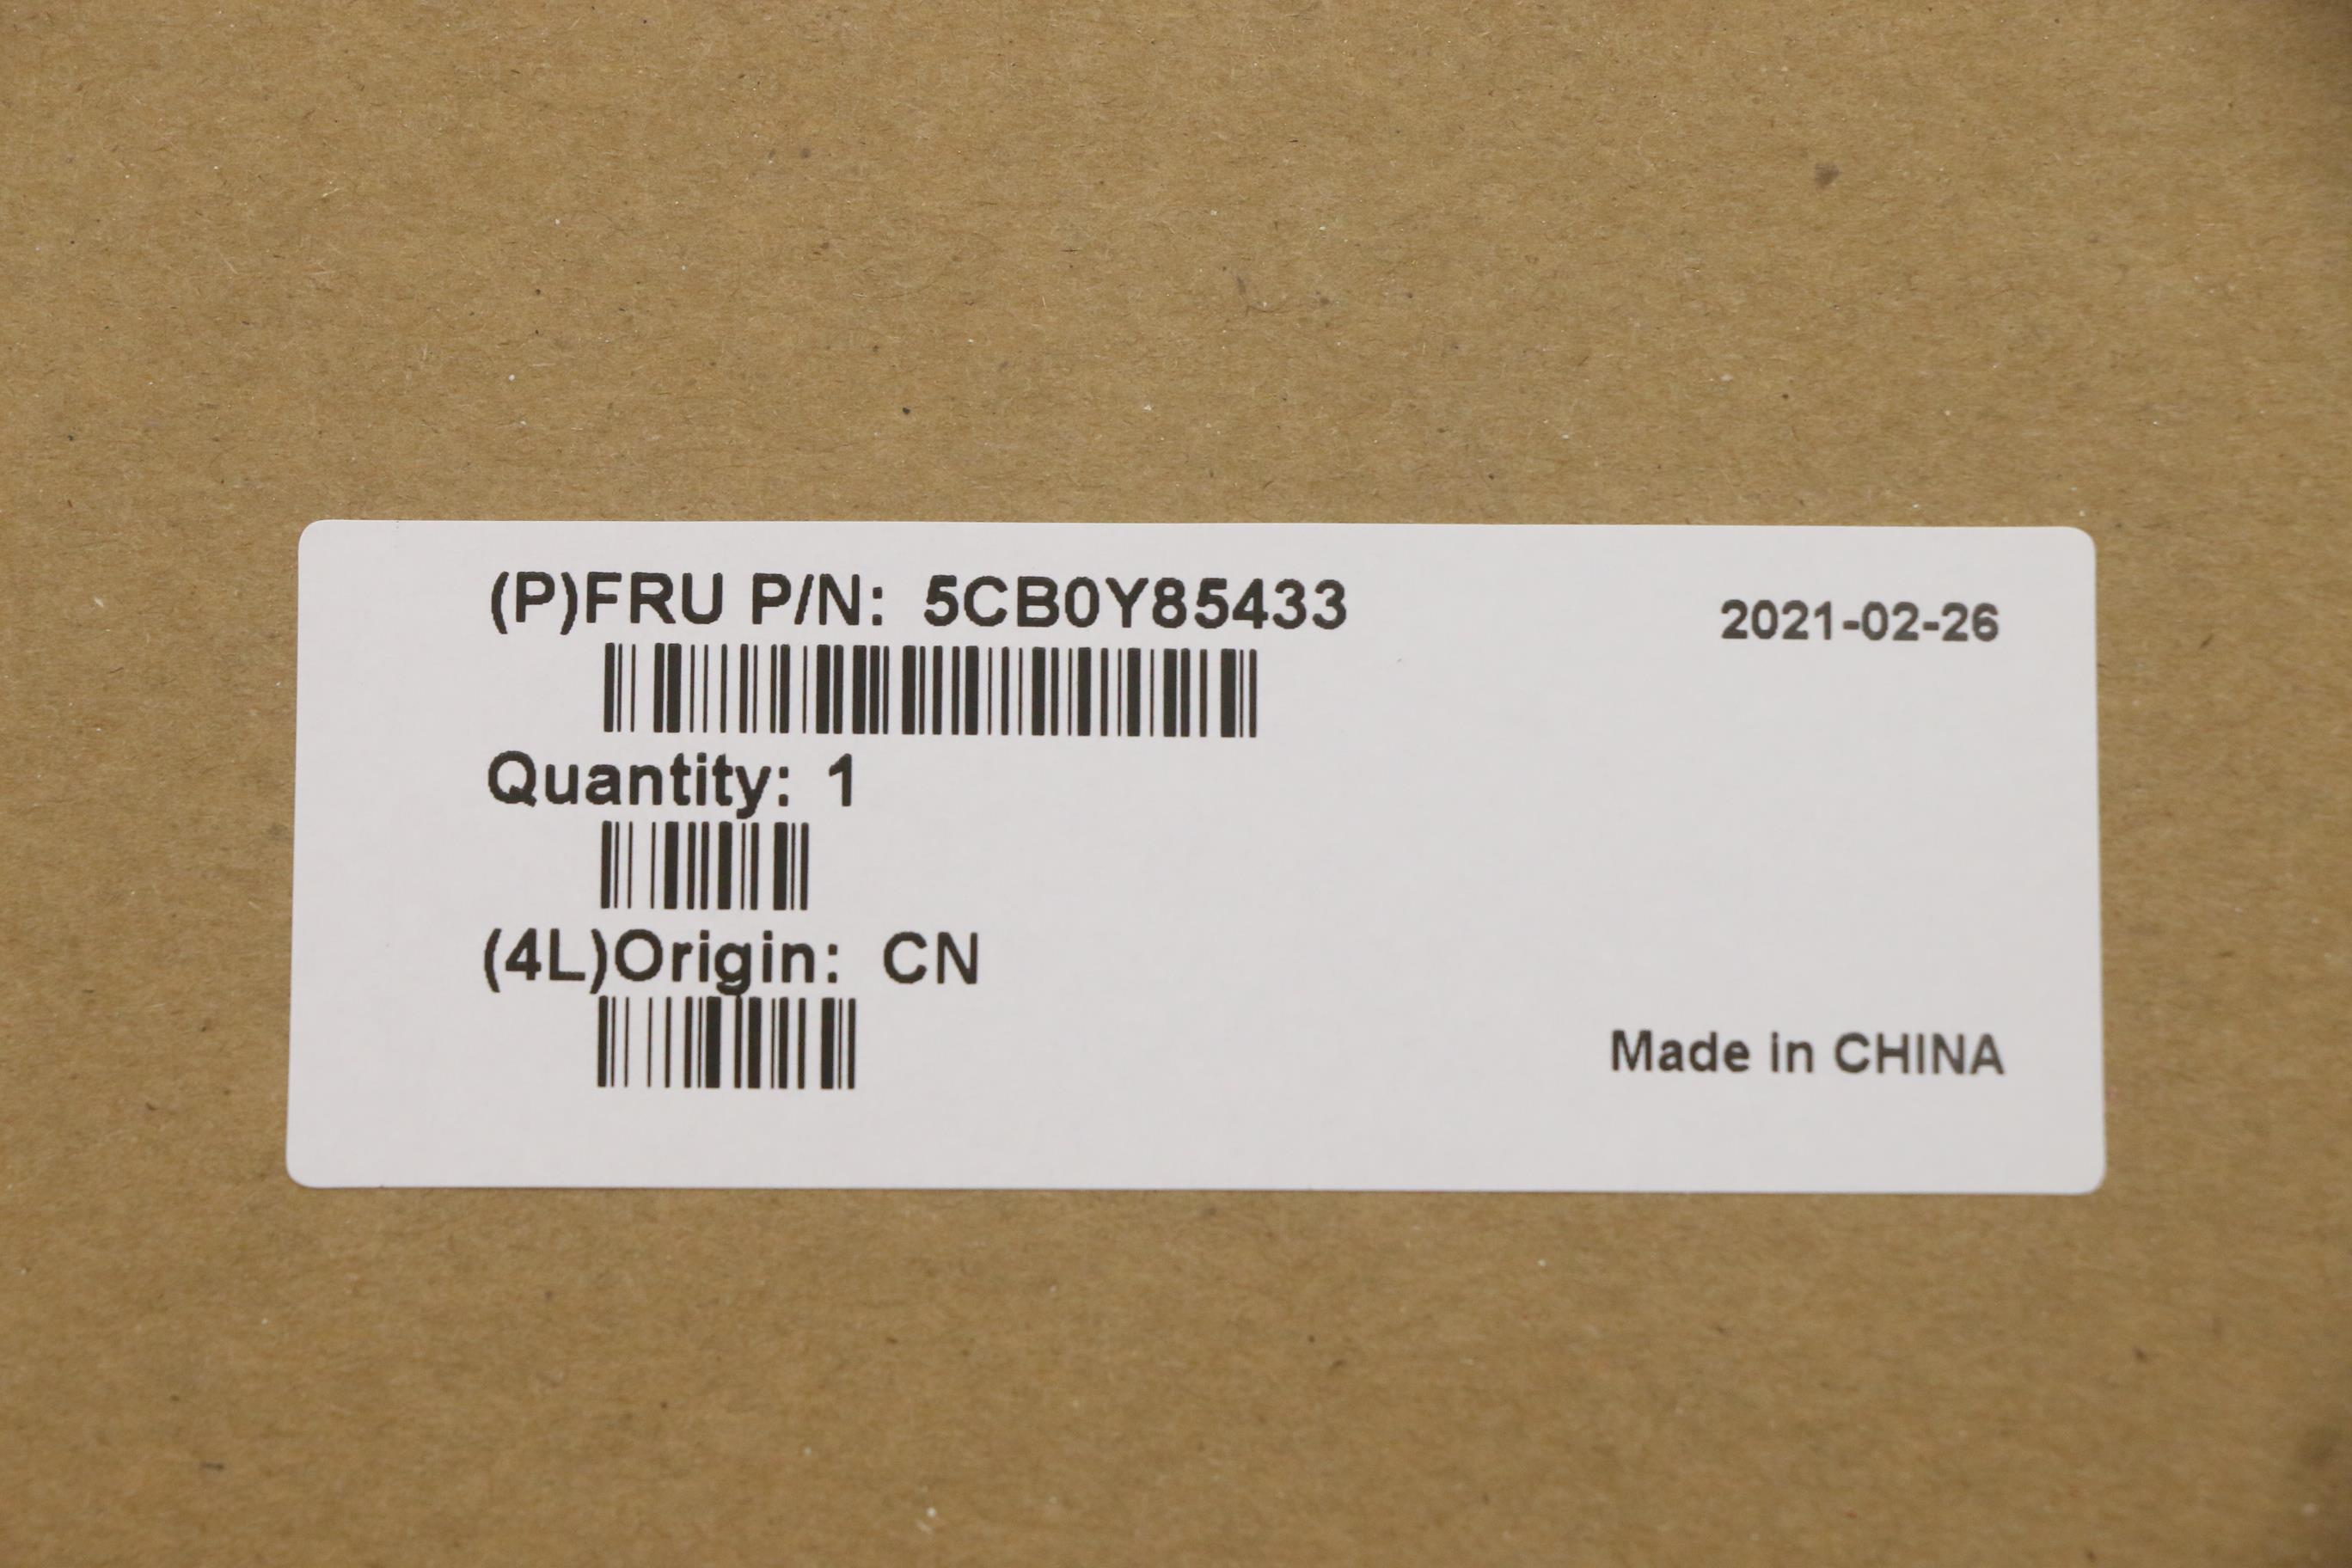 (P)FRU P/N: 5CB0Y85433
2021-02-26
Quantity: 1
(4L)Origin: CN
Made in CHINA